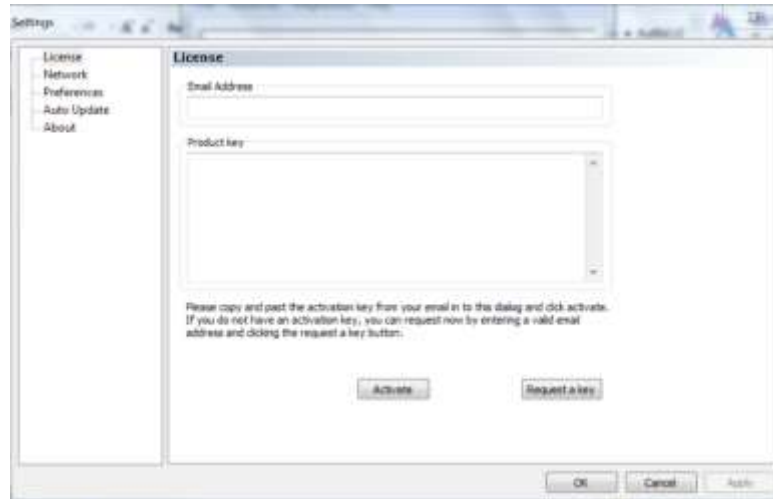 Settings
License
Network
Preferences
Auto Update
About
License
Email Address
Product key
Please copy and past the activation key from your email in to this dialog and click activate.
If you do not have an activation key, you can request now by entering a valid email
address and clicking the request a key button.
Activate
Request a key
OK
Cancel
Apply